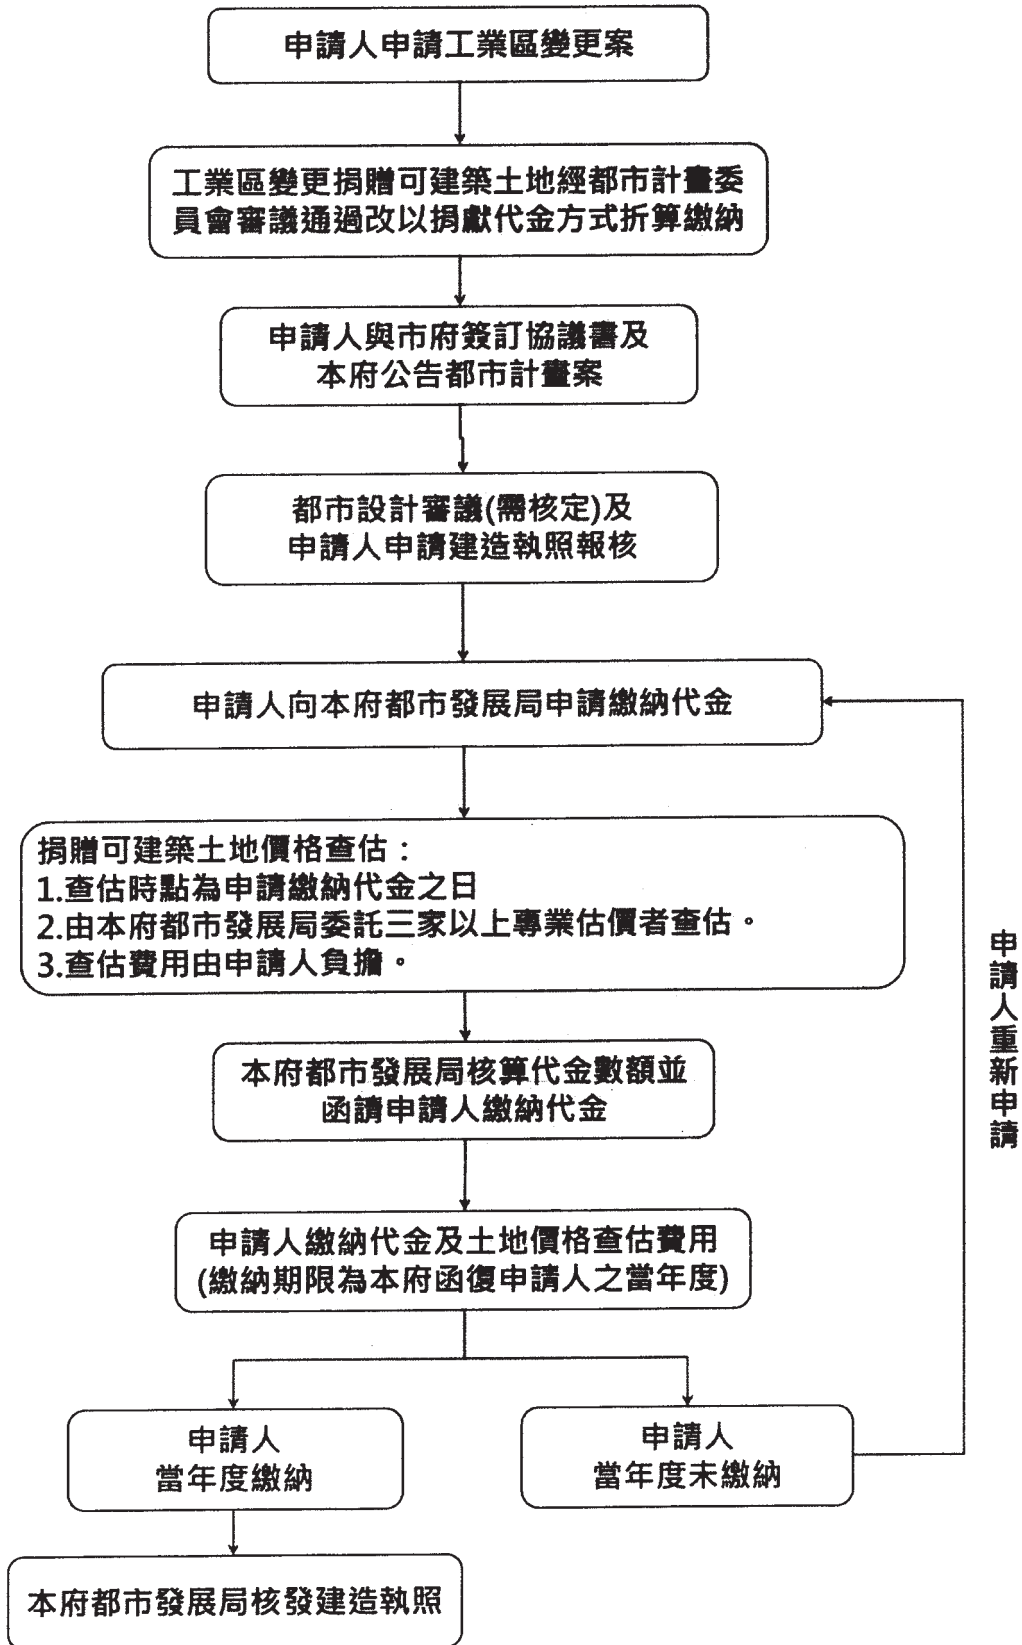 申請人申請工業區變更案
工業區變更捐贈可建築土地經都市計畫委
員會審議通過改以捐獻代金方式折算繳納
申請人與市府簽訂協議書及
本府公告都市計畫案
都市設計審議(需核定)及
申請人申請建造執照報核
申請人向本府都市發展局申請繳納代金
捐贈可建築土地價格查估：
1.查估時點為申請繳納代金之日
2.由本府都市發展局委託三家以上專業估價者查估。
3.查估費用由申請人負擔。
本府都市發展局核算代金數額並
函請申請人繳納代金
申請人繳納代金及土地價格查估費用
(繳納期限為本府函復申請人之當年度)
申請人
當年度繳納
申請人
當年度未繳納
申請人重新申請
本府都市發展局核發建造執照